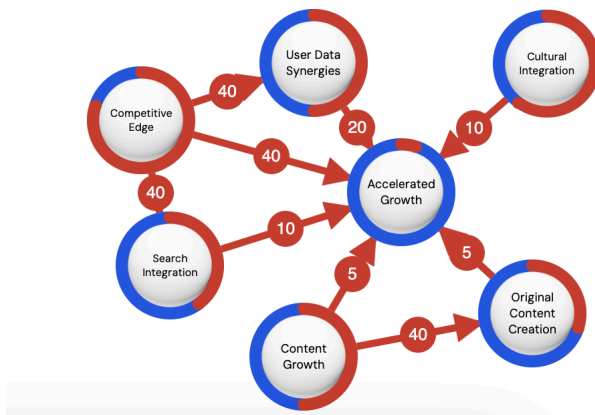 User Data
Synergies
Cultural
Integration
Competitive
Edge
40
20
10
40
40
Accelerated
Growth
10
Search
Integration
5
5
Original
Content
Creation
40
Content
Growth